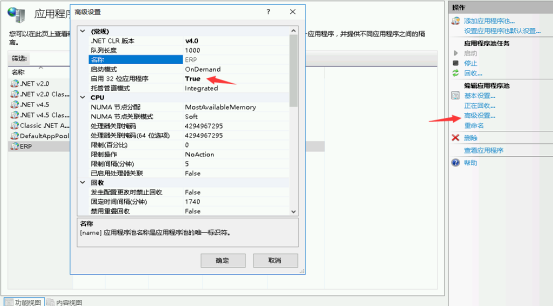 应用程序
高级设置
您可以在此页上查看
应用程序，并提供不同应用程序之间的隔
离。
筛选:
名称
.NET v2.0
.NET v2.0 Clas...
.NET v4.5
.NET v4.5 Clas...
Classic .NET A...
DefaultAppPool
ERP
(常规)
.NET CLR 版本 v4.0
队列长度 1000
名称 ERP
启动模式 OnDemand
启用 32 位应用程序 True
托管管道模式 Integrated
CPU
NUMA 节点分配 MostAvailableMemory
NUMA 节点关联模式 Soft
处理器关联掩码 4294967295
处理器关联掩码(64 位选项) 4294967295
限制(百分比) 0
限制操作 NoAction
限制间隔(分钟) 5
已启用处理器关联 False
回收
发生配置更改时禁止回收 False
固定时间间隔(分钟) 1740
禁用重叠回收 False
名称
[name] 应用程序池名称是应用程序池的唯一标识符。
确定 取消
操作
添加应用程序池...
设置应用程序池默认设置...
应用程序池任务
启动
停止
回收...
编辑应用程序池
基本设置...
正在回收...
高级设置...
重命名
删除
查看应用程序
帮助
功能视图 内容视图